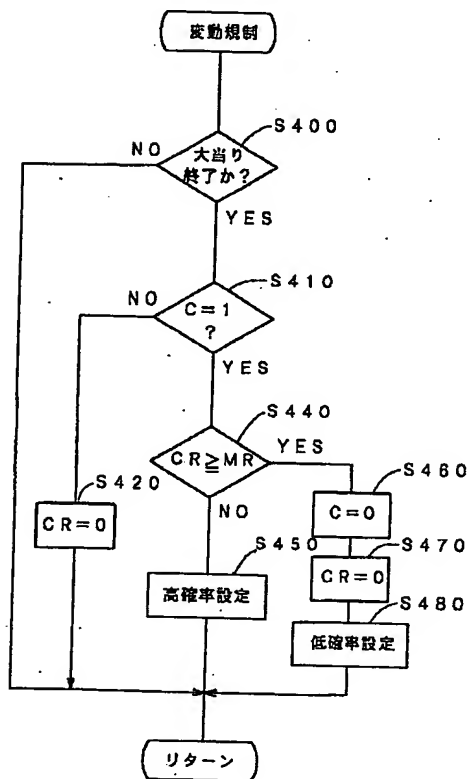 変動規制
S400
NO
大当り
終了か?
YES
S410
NO
C=1
?
YES
S440
CR≧MR
YES
S460
S420
NO
C=0
CR=0
S450
S470
高確率設定
CR=0
S480
低確率設定
リターン